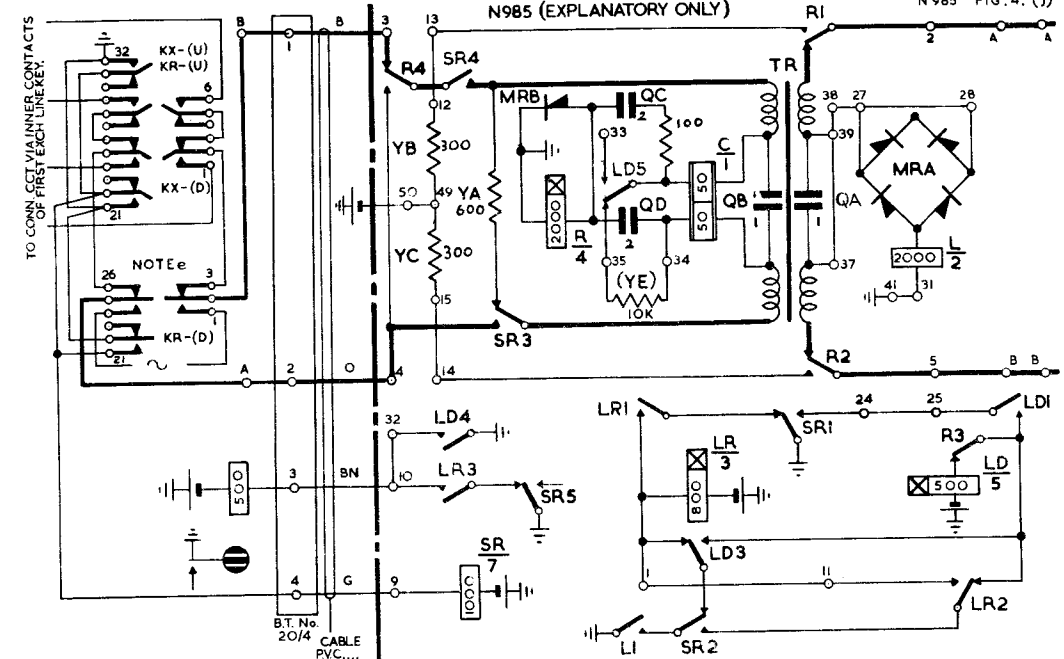 N985 (EXPLANATORY ONLY)
N 985 FIG. 4. (J)
TO CONN. CCT VIA INNER CONTACTS
OF FIRST EXCH LINE KEY.
32
KX-(U)
KR-(U)
6
1
KX-(D)
21
NOTE e
26
3
1
KR-(D)
21
B
1
B
3
A
2
O
4
3
BN
10
32
500
4
G
9
B.T. No.
20/4
CABLE
P.V.C....
13
R4
SR4
12
YB
300
50
49
YC
300
15
14
YA
600
SR3
MRB
QC
2
100
33
LD5
QD
2
2000
R
4
35
34
(YE)
10K
C
1
50
50
QB
1
TR
QA
1
R1
2
A
A
38
27
28
39
MRA
37
2000
L
2
41
31
R2
5
B
B
LD4
LR3
SR5
SR
7
LR1
SR1
24
25
LD1
R3
LR
3
800
LD
5
500
LD3
1
11
LR2
L1
SR2